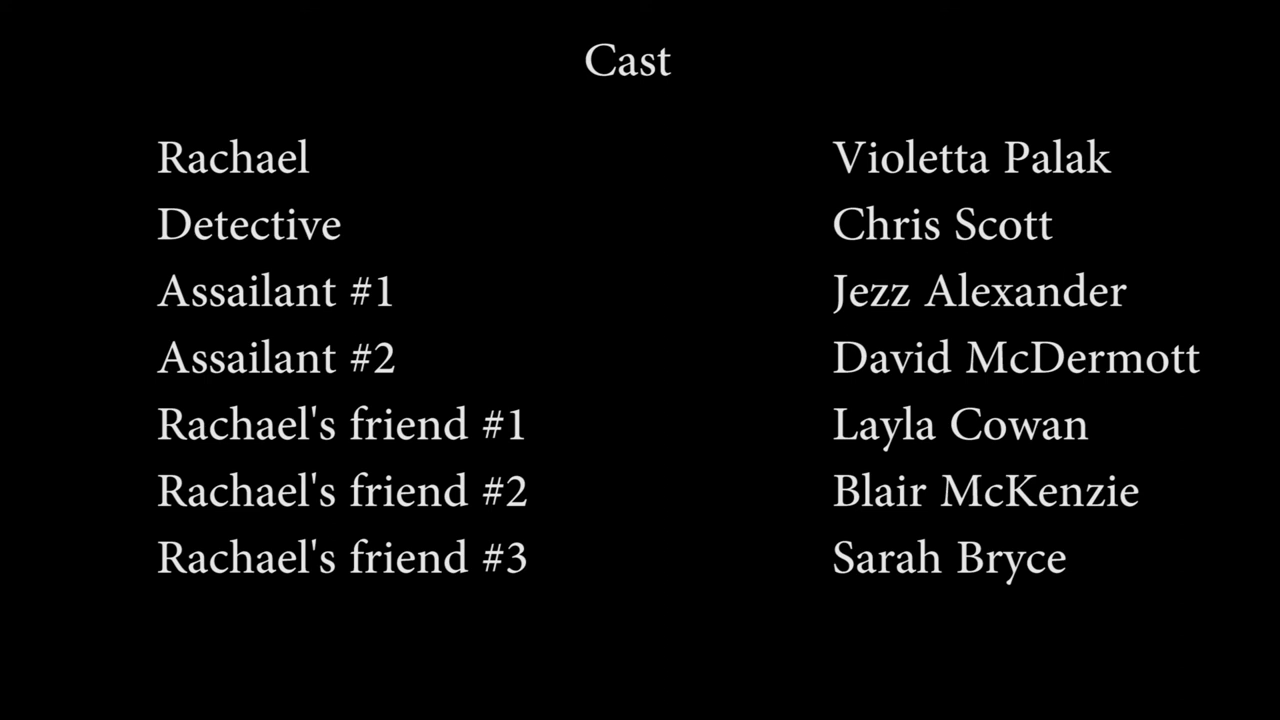 Cast
Rachael Violetta Palak
Detective Chris Scott
Assailant #1 Jezz Alexander
Assailant #2 David McDermott
Rachael's friend #1 Layla Cowan
Rachael's friend #2 Blair McKenzie
Rachael's friend #3 Sarah Bryce